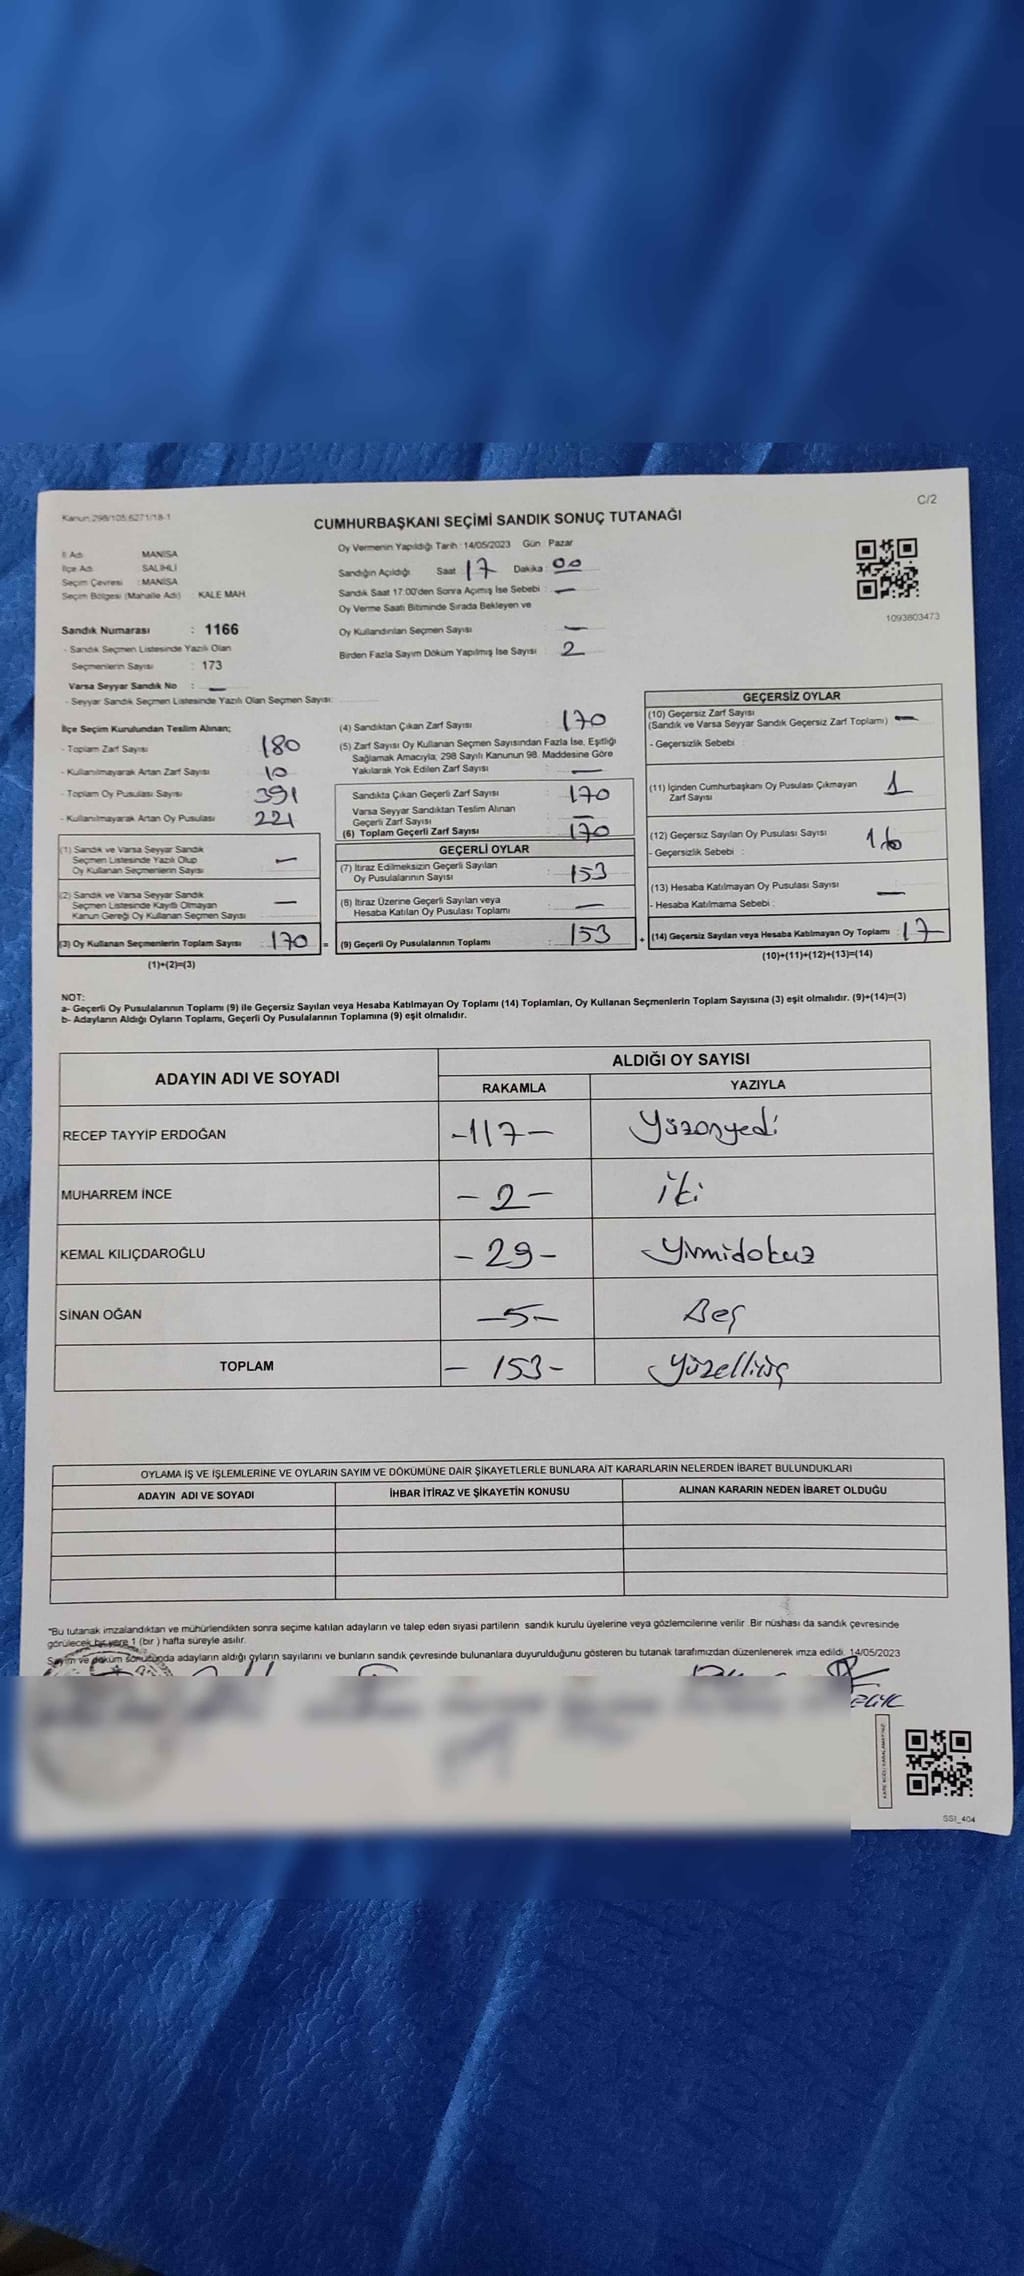 Kanun:298/105,6271/18-1
C/2
CUMHURBAŞKANI SEÇİMİ SANDIK SONUÇ TUTANAĞI
İl Adı MANİSA
İlçe Adı SALİHLİ
Seçim Çevresi : MANİSA
Seçim Bölgesi (Mahalle Adı) : KALE MAH
Sandık Numarası : 1166
- Sandık Seçmen Listesinde Yazılı Olan
Seçmenlerin Sayısı : 173
Varsa Seyyar Sandık No : —
- Seyyar Sandık Seçmen Listesinde Yazılı Olan Seçmen Sayısı:
Oy Vermenin Yapıldığı Tarih : 14/05/2023 Gün : Pazar
Sandığın Açıldığı Saat 17 Dakika : 00
Sandık Saat 17:00'den Sonra Açılmış İse Sebebi : —
Oy Verme Saati Bitiminde Sırada Bekleyen ve
Oy Kullandırılan Seçmen Sayısı : —
Birden Fazla Sayım Döküm Yapılmış İse Sayısı : 2
1093803473
İlçe Seçim Kurulundan Teslim Alınan;
- Toplam Zarf Sayısı : 180
- Kullanılmayarak Artan Zarf Sayısı : 10
- Toplam Oy Pusulası Sayısı : 391
- Kullanılmayarak Artan Oy Pusulası : 221
(1) Sandık ve Varsa Seyyar Sandık
Seçmen Listesinde Yazılı Olup
Oy Kullanan Seçmenlerin Sayısı : —
(2) Sandık ve Varsa Seyyar Sandık
Seçmen Listesinde Kayıtlı Olmayan
Kanun Gereği Oy Kullanan Seçmen Sayısı : —
(3) Oy Kullanan Seçmenlerin Toplam Sayısı : 170 =
(1)+(2)=(3)
(4) Sandıktan Çıkan Zarf Sayısı : 170
(5) Zarf Sayısı Oy Kullanan Seçmen Sayısından Fazla İse, Eşitliği
Sağlamak Amacıyla, 298 Sayılı Kanunun 98. Maddesine Göre
Yakılarak Yok Edilen Zarf Sayısı : —
Sandıkta Çıkan Geçerli Zarf Sayısı : 170
Varsa Seyyar Sandıktan Teslim Alınan
Geçerli Zarf Sayısı : —
(6) Toplam Geçerli Zarf Sayısı : 170
GEÇERLİ OYLAR
(7) İtiraz Edilmeksizin Geçerli Sayılan
Oy Pusulalarının Sayısı : 153
(8) İtiraz Üzerine Geçerli Sayılan veya
Hesaba Katılan Oy Pusulası Toplamı : —
(9) Geçerli Oy Pusulalarının Toplamı : 153 +
GEÇERSİZ OYLAR
(10) Geçersiz Zarf Sayısı
(Sandık ve Varsa Seyyar Sandık Geçersiz Zarf Toplamı) : —
- Geçersizlik Sebebi :
(11) İçinden Cumhurbaşkanı Oy Pusulası Çıkmayan
Zarf Sayısı : 1
(12) Geçersiz Sayılan Oy Pusulası Sayısı : 16
- Geçersizlik Sebebi :
(13) Hesaba Katılmayan Oy Pusulası Sayısı : —
- Hesaba Katılmama Sebebi :
(14) Geçersiz Sayılan veya Hesaba Katılmayan Oy Toplamı : 17
(10)+(11)+(12)+(13)=(14)
NOT:
a- Geçerli Oy Pusulalarının Toplamı (9) ile Geçersiz Sayılan veya Hesaba Katılmayan Oy Toplamı (14) Toplamları, Oy Kullanan Seçmenlerin Toplam Sayısına (3) eşit olmalıdır. (9)+(14)=(3)
b- Adayların Aldığı Oyların Toplamı, Geçerli Oy Pusulalarının Toplamına (9) eşit olmalıdır.
ADAYIN ADI VE SOYADI
ALDIĞI OY SAYISI
RAKAMLA YAZIYLA
RECEP TAYYİP ERDOĞAN -117- Yüzonyedi
MUHARREM İNCE -2- İki
KEMAL KILIÇDAROĞLU -29- Yirmidokuz
SİNAN OĞAN -5- Beş
TOPLAM -153- Yüzelliüç
OYLAMA İŞ VE İŞLEMLERİNE VE OYLARIN SAYIM VE DÖKÜMÜNE DAİR ŞİKAYETLERLE BUNLARA AİT KARARLARIN NELERDEN İBARET BULUNDUKLARI
ADAYIN ADI VE SOYADI İHBAR İTİRAZ VE ŞİKAYETİN KONUSU ALINAN KARARIN NEDEN İBARET OLDUĞU
*Bu tutanak imzalandıktan ve mühürlendikten sonra seçime katılan adayların ve talep eden siyasi partilerin sandık kurulu üyelerine veya gözlemcilerine verilir. Bir nüshası da sandık çevresinde
görülecek bir yere 1 (bir) hafta süreyle asılır.
Sayım ve döküm sonucunda adayların aldığı oyların sayılarını ve bunların sandık çevresinde bulunanlara duyurulduğunu gösteren bu tutanak tarafımızdan düzenlenerek imza edildi. 14/05/2023
SSI_404